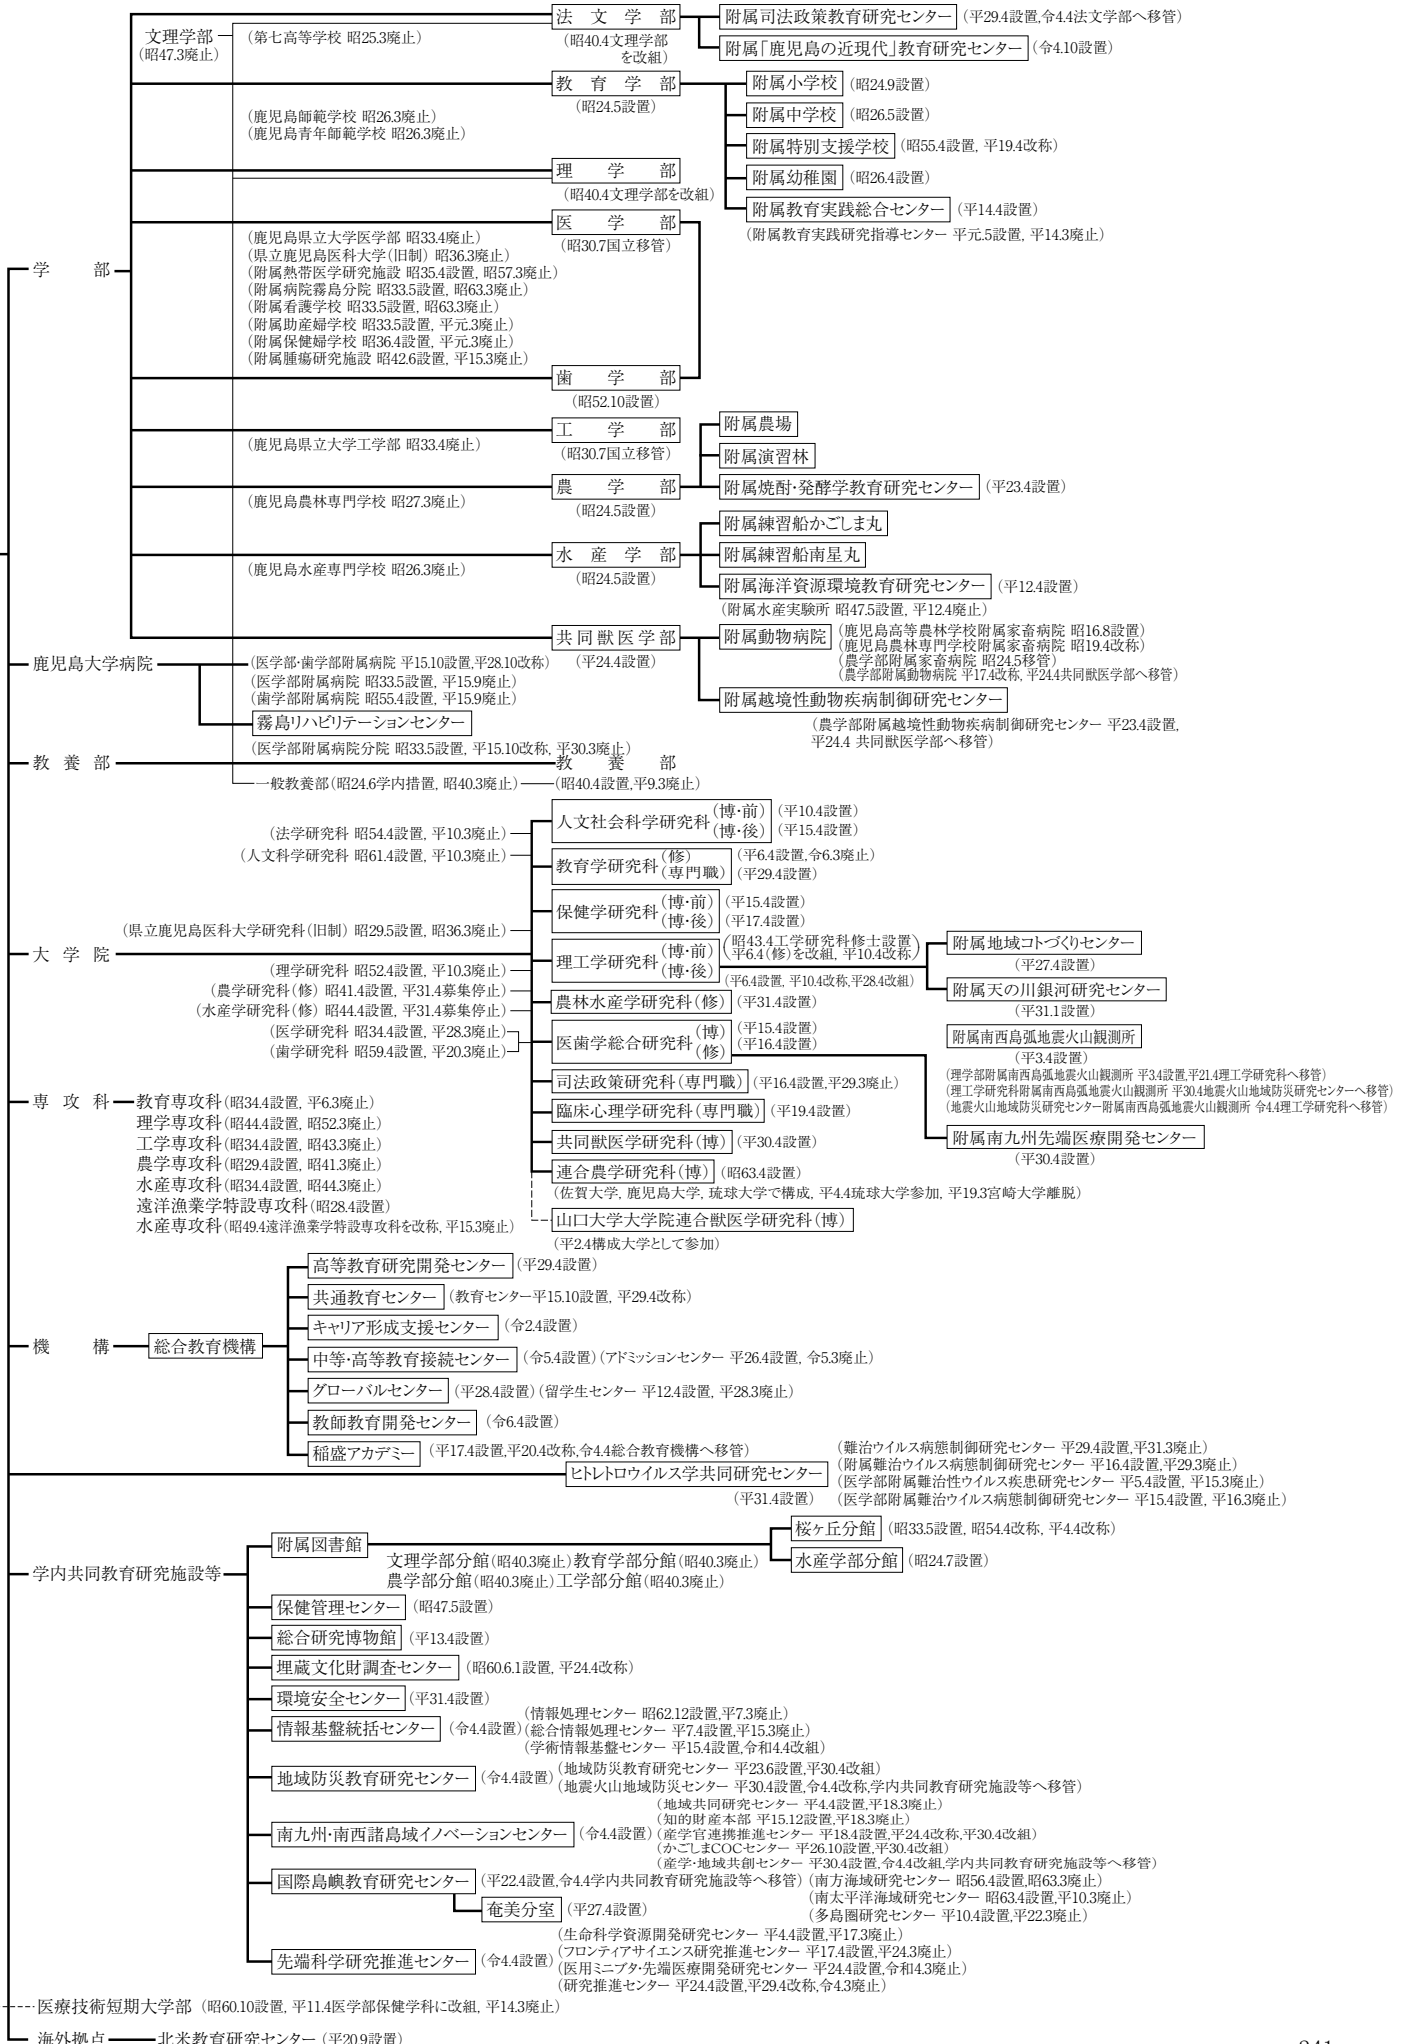 法文学部
附属司法政策教育研究センター (平29.4設置,令4.4法文学部へ移管)
文理学部
(昭47.3廃止)
(第七高等学校 昭25.3廃止)
(昭40.4文理学部
を改組)
附属「鹿児島の近現代」教育研究センター (令4.10設置)
教育学部
(昭24.5設置)
附属小学校 (昭24.9設置)
(鹿児島師範学校 昭26.3廃止)
(鹿児島青年師範学校 昭26.3廃止)
附属中学校 (昭26.5設置)
附属特別支援学校 (昭55.4設置, 平19.4改称)
理学部
(昭40.4文理学部を改組)
附属幼稚園 (昭26.4設置)
附属教育実践総合センター (平14.4設置)
(附属教育実践研究指導センター 平元.5設置, 平14.3廃止)
医学部
(昭30.7国立移管)
(鹿児島県立大学医学部 昭33.4廃止)
(県立鹿児島医科大学(旧制) 昭36.3廃止)
(附属熱帯医学研究施設 昭35.4設置, 昭57.3廃止)
(附属病院霧島分院 昭33.5設置, 昭63.3廃止)
(附属看護学校 昭33.5設置, 昭63.3廃止)
(附属助産婦学校 昭33.5設置, 平元.3廃止)
(附属保健婦学校 昭36.4設置, 平元.3廃止)
(附属腫瘍研究施設 昭42.6設置, 平15.3廃止)
学部
歯学部
(昭52.10設置)
工学部
(昭30.7国立移管)
(鹿児島県立大学工学部 昭33.4廃止)
附属農場
附属演習林
農学部
(昭24.5設置)
(鹿児島農林専門学校 昭27.3廃止)
附属焼酎・発酵学教育研究センター (平23.4設置)
附属練習船かごしま丸
水産学部
(昭24.5設置)
(鹿児島水産専門学校 昭26.3廃止)
附属練習船南星丸
附属海洋資源環境教育研究センター (平12.4設置)
(附属水産実験所 昭47.5設置, 平12.4廃止)
共同獣医学部
(平24.4設置)
附属動物病院 (鹿児島高等農林学校附属家畜病院 昭16.8設置)
(鹿児島農林専門学校附属家畜病院 昭19.4改称)
(農学部附属家畜病院 昭24.5移管)
(農学部附属動物病院 平17.4改称, 平24.4共同獣医学部へ移管)
附属越境性動物疾病制御研究センター
(農学部附属越境性動物疾病制御研究センター 平23.4設置,
平24.4 共同獣医学部へ移管)
鹿児島大学病院
(医学部・歯学部附属病院 平15.10設置,平28.10改称)
(医学部附属病院 昭33.5設置, 平15.9廃止)
(歯学部附属病院 昭55.4設置, 平15.9廃止)
霧島リハビリテーションセンター
(医学部附属病院分院 昭33.5設置, 平15.10改称, 平30.3廃止)
教養部
教養部
一般教養部(昭24.6学内措置, 昭40.3廃止)
(昭40.4設置,平9.3廃止)
人文社会科学研究科 (博・前) (平10.4設置)
(博・後) (平15.4設置)
(法学研究科 昭54.4設置, 平10.3廃止)
(人文科学研究科 昭61.4設置, 平10.3廃止)
教育学研究科 (修) (平6.4設置,令6.3廃止)
(専門職) (平29.4設置)
保健学研究科 (博・前) (平15.4設置)
(博・後) (平17.4設置)
(県立鹿児島医科大学研究科(旧制) 昭29.5設置, 昭36.3廃止)
大学院
理工学研究科 (博・前) (昭43.4工学研究科修士設置)
(平6.4(修)を改組, 平10.4改称)
(博・後) (平6.4設置, 平10.4改称,平28.4改組)
附属地域コトづくりセンター
(平27.4設置)
附属天の川銀河研究センター
(平31.1設置)
附属南西島弧地震火山観測所
(平3.4設置)
(理学部附属南西島弧地震火山観測所 平3.4設置,平21.4理工学研究科へ移管)
(理工学研究科附属南西島弧地震火山観測所 平30.4地震火山地域防災研究センターへ移管)
(地震火山地域防災研究センター附属南西島弧地震火山観測所 令4.4理工学研究科へ移管)
(理学研究科 昭52.4設置, 平10.3廃止)
(農学研究科(修) 昭41.4設置, 平31.4募集停止)
(水産学研究科(修) 昭44.4設置, 平31.4募集停止)
(医学研究科 昭34.4設置, 平28.3廃止)
(歯学研究科 昭59.4設置, 平20.3廃止)
農林水産学研究科(修) (平31.4設置)
医歯学総合研究科 (博) (平15.4設置)
(修) (平16.4設置)
附属南九州先端医療開発センター
(平30.4設置)
司法政策研究科(専門職) (平16.4設置,平29.3廃止)
臨床心理学研究科(専門職) (平19.4設置)
共同獣医学研究科(博) (平30.4設置)
連合農学研究科(博) (昭63.4設置)
(佐賀大学, 鹿児島大学, 琉球大学で構成, 平4.4琉球大学参加, 平19.3宮崎大学離脱)
山口大学大学院連合獣医学研究科(博)
(平2.4構成大学として参加)
専攻科
教育専攻科(昭34.4設置, 平6.3廃止)
理学専攻科(昭44.4設置, 昭52.3廃止)
工学専攻科(昭34.4設置, 昭43.3廃止)
農学専攻科(昭29.4設置, 昭41.3廃止)
水産専攻科(昭34.4設置, 昭44.3廃止)
遠洋漁業学特設専攻科(昭28.4設置)
水産専攻科(昭49.4遠洋漁業学特設専攻科を改称, 平15.3廃止)
機構
総合教育機構
高等教育研究開発センター (平29.4設置)
共通教育センター (教育センター平15.10設置, 平29.4改称)
キャリア形成支援センター (令2.4設置)
中等・高等教育接続センター (令5.4設置)(アドミッションセンター 平26.4設置, 令5.3廃止)
グローバルセンター (平28.4設置)(留学生センター 平12.4設置, 平28.3廃止)
教師教育開発センター (令6.4設置)
稲盛アカデミー (平17.4設置,平20.4改称,令4.4総合教育機構へ移管)
ヒトレトロウイルス学共同研究センター
(平31.4設置)
(難治ウイルス病態制御研究センター 平29.4設置,平31.3廃止)
(附属難治ウイルス病態制御研究センター 平16.4設置,平29.3廃止)
(医学部附属難治性ウイルス疾患研究センター 平5.4設置, 平15.3廃止)
(医学部附属難治ウイルス病態制御研究センター 平15.4設置, 平16.3廃止)
学内共同教育研究施設等
附属図書館
文理学部分館(昭40.3廃止)教育学部分館(昭40.3廃止)
農学部分館(昭40.3廃止)工学部分館(昭40.3廃止)
桜ヶ丘分館 (昭33.5設置, 昭54.4改称, 平4.4改称)
水産学部分館 (昭24.7設置)
保健管理センター (昭47.5設置)
総合研究博物館 (平13.4設置)
埋蔵文化財調査センター (昭60.6.1設置, 平24.4改称)
環境安全センター (平31.4設置)
情報基盤統括センター (令4.4設置)
(情報処理センター 昭62.12設置,平7.3廃止)
(総合情報処理センター 平7.4設置,平15.3廃止)
(学術情報基盤センター 平15.4設置,令和4.4改組)
地域防災教育研究センター (令4.4設置)
(地域防災教育研究センター 平23.6設置,平30.4改組)
(地震火山地域防災センター 平30.4設置,令4.4改称,学内共同教育研究施設等へ移管)
南九州・南西諸島域イノベーションセンター (令4.4設置)
(地域共同研究センター 平4.4設置,平18.3廃止)
(知的財産本部 平15.12設置,平18.3廃止)
(産学官連携推進センター 平18.4設置,平24.4改称,平30.4改組)
(かごしまCOCセンター 平26.10設置,平30.4改組)
(産学・地域共創センター 平30.4設置,令4.4改組,学内共同教育研究施設等へ移管)
国際島嶼教育研究センター (平22.4設置,令4.4学内共同教育研究施設等へ移管)
(南方海域研究センター 昭56.4設置,昭63.3廃止)
(南太平洋海域研究センター 昭63.4設置,平10.3廃止)
(多島圏研究センター 平10.4設置,平22.3廃止)
奄美分室 (平27.4設置)
先端科学研究推進センター (令4.4設置)
(生命科学資源開発研究センター 平4.4設置,平17.3廃止)
(フロンティアサイエンス研究推進センター 平17.4設置,平24.3廃止)
(医用ミニブタ・先端医療開発研究センター 平24.4設置,令和4.3廃止)
(研究推進センター 平24.4設置,平29.4改称,令4.3廃止)
医療技術短期大学部 (昭60.10設置, 平11.4医学部保健学科に改組, 平14.3廃止)
海外拠点
北米教育研究センター (平20.9設置)